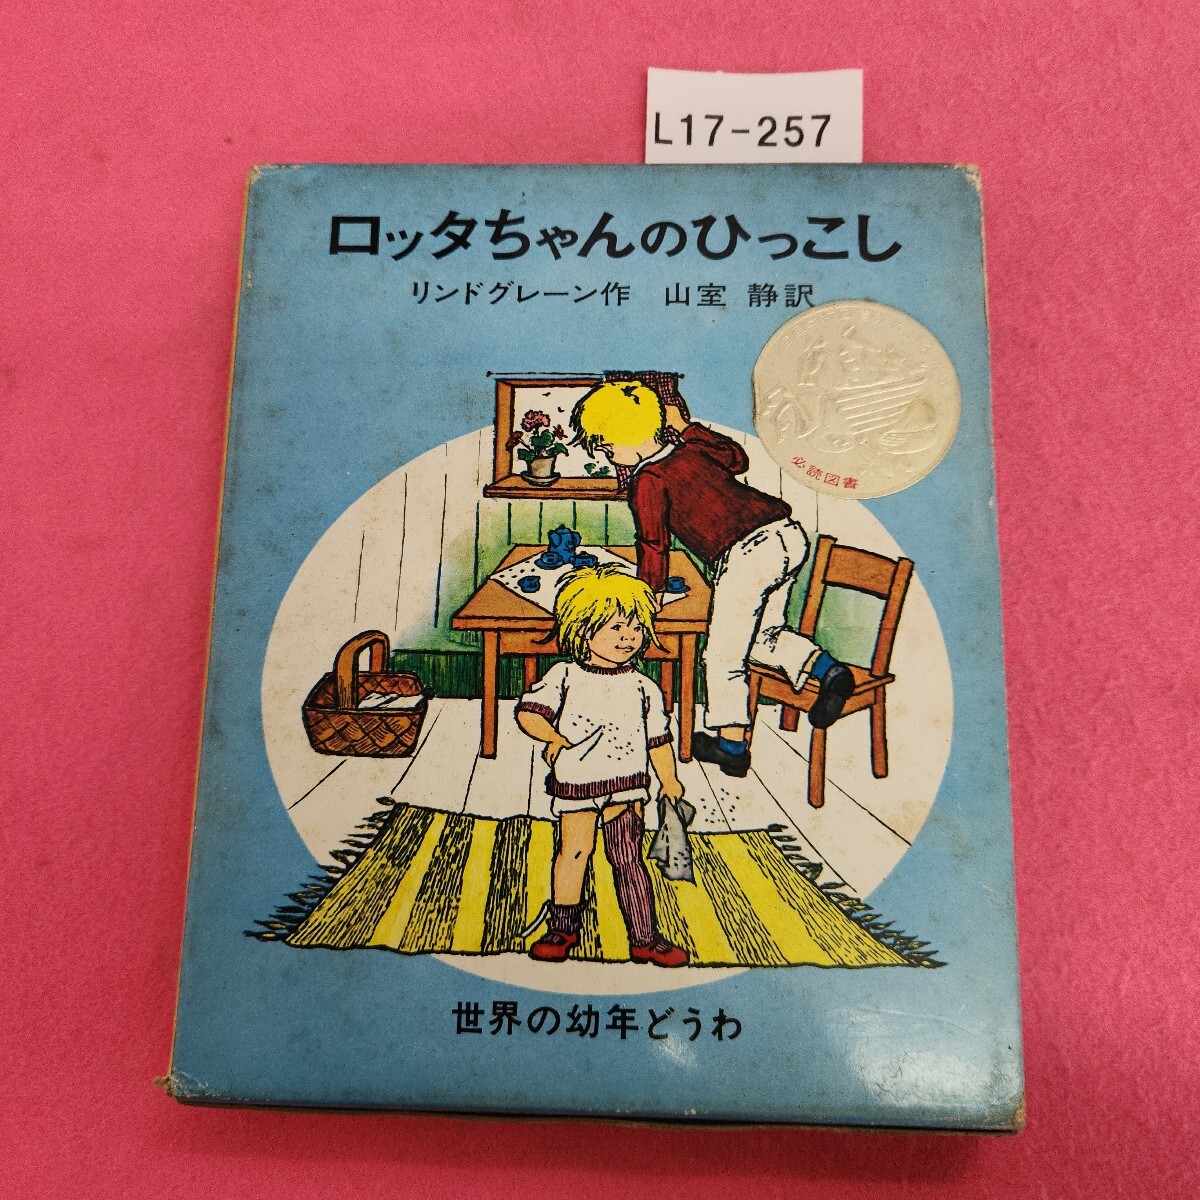 L17-257
ロッタちゃんのひっこし
リンドグレーン作 山室 静訳
必読図書
世界の幼年どうわ